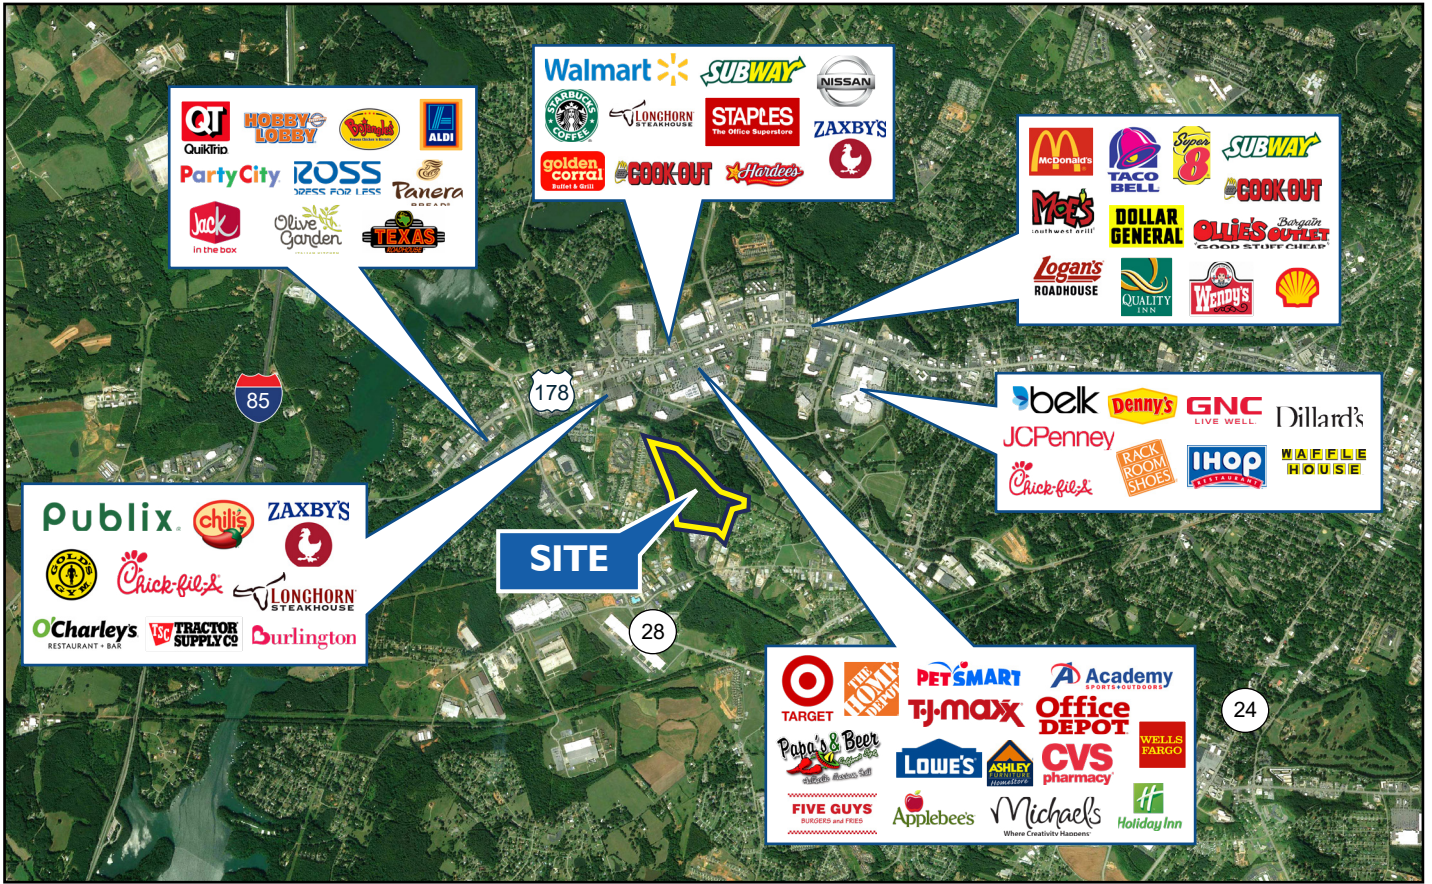 QT
QuikTrip
HOBBY
LOBBY
Bojangles
ALDI
Party City
ROSS
DRESS FOR LESS
Panera
BREAD
Jack
in the box
Olive
Garden
TEXAS
ROADHOUSE
Walmart
SUBWAY
NISSAN
STARBUCKS
COFFEE
LONGHORN
STEAKHOUSE
STAPLES
The Office Superstore
ZAXBY'S
golden
corral
Buffet & Grill
COOK-OUT
Hardee's
McDonald's
TACO
BELL
Super
8
SUBWAY
COOK-OUT
MOE'S
southwest grill
DOLLAR
GENERAL
OLLIE'S Bargain
OUTLET
"GOOD STUFF CHEAP"
Logan's
ROADHOUSE
QUALITY
INN
WENDY'S
85
178
belk
Denny's
GNC
LIVE WELL.
Dillard's
JCPenney
Chick-fil-A
RACK
ROOM
SHOES
IHOP
RESTAURANT
WAFFLE
HOUSE
Publix
chili's
ZAXBY'S
GOLD'S
GYM
Chick-fil-A
LONGHORN
STEAKHOUSE
O'Charley's
RESTAURANT + BAR
TSC
TRACTOR
SUPPLY CO
Burlington
SITE
28
24
TARGET
THE
HOME
DEPOT
PETSMART
Academy
SPORTS+OUTDOORS
T·J·maxx
Office
DEPOT
WELLS
FARGO
Papa's & Beer
LOWE'S
ASHLEY
FURNITURE
HomeStore
CVS
pharmacy
FIVE GUYS
BURGERS and FRIES
Applebee's
Michaels
Where Creativity Happens
Holiday Inn